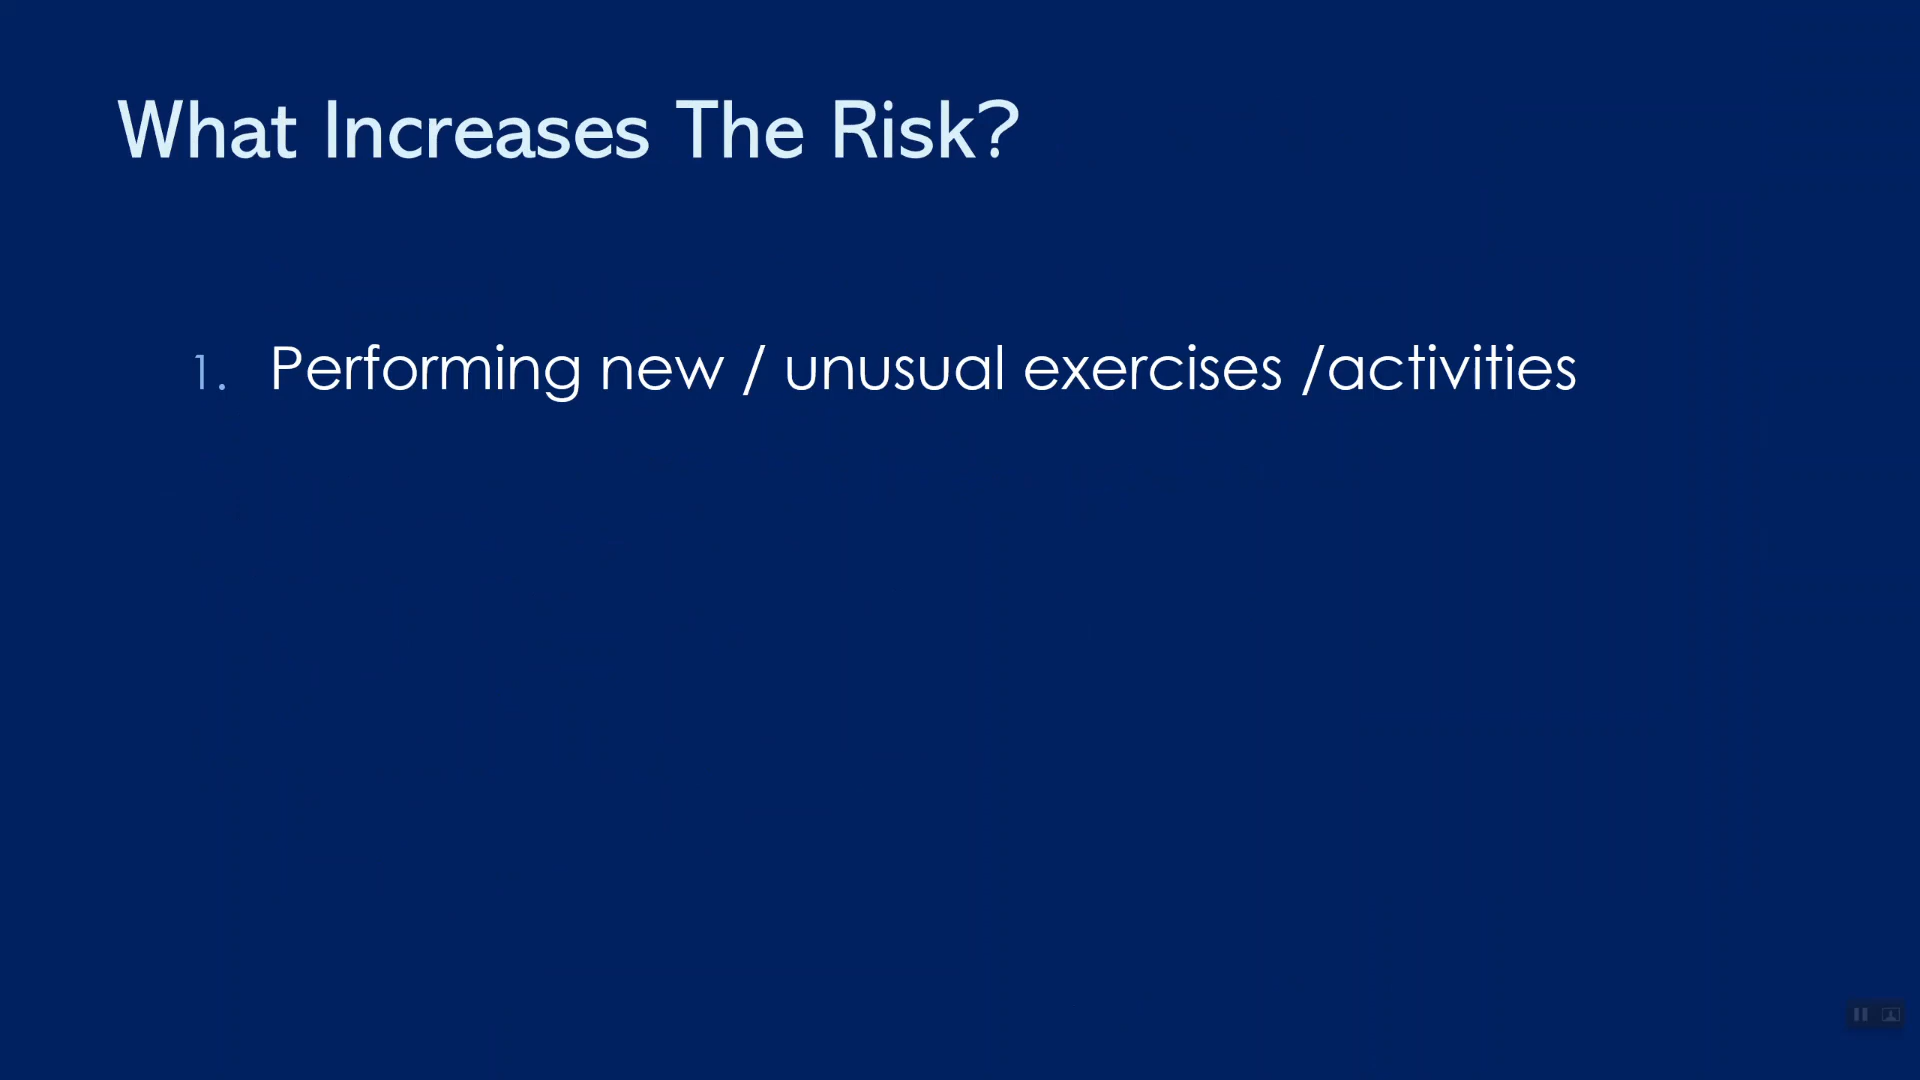 What Increases The Risk?
1. Performing new / unusual exercises /activities